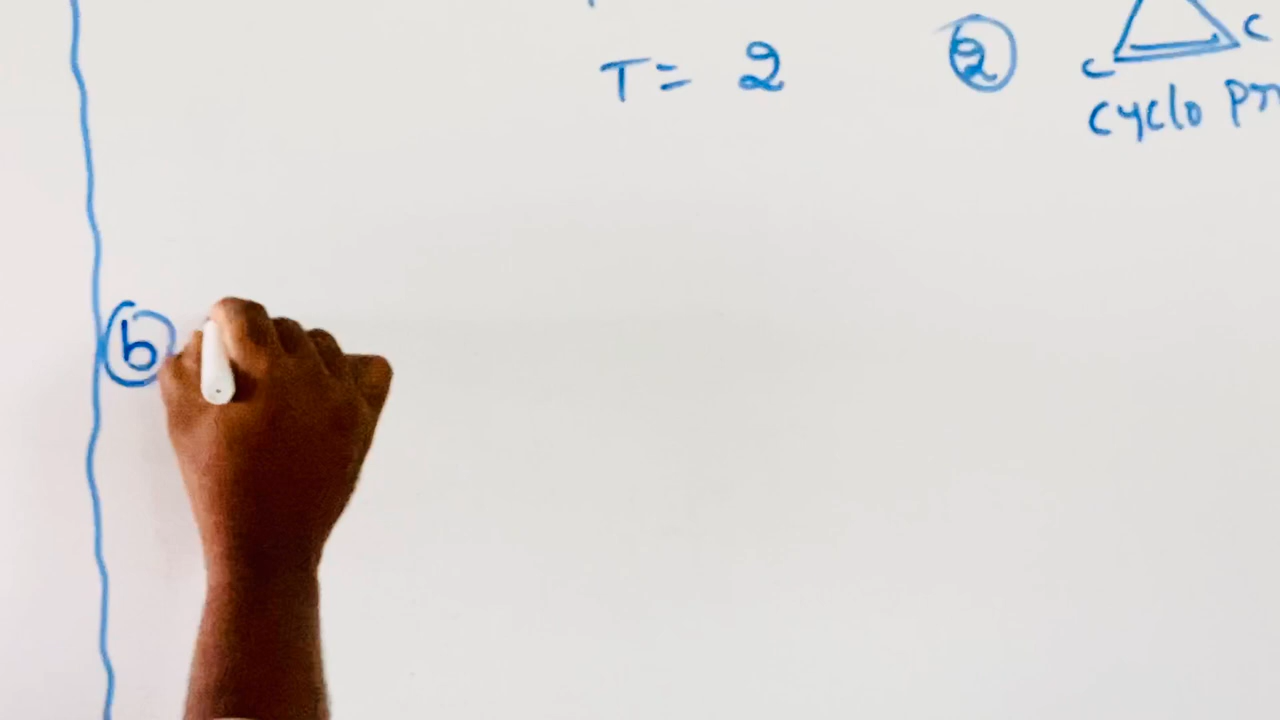 T = 2
② C C
cyclo
ⓑ